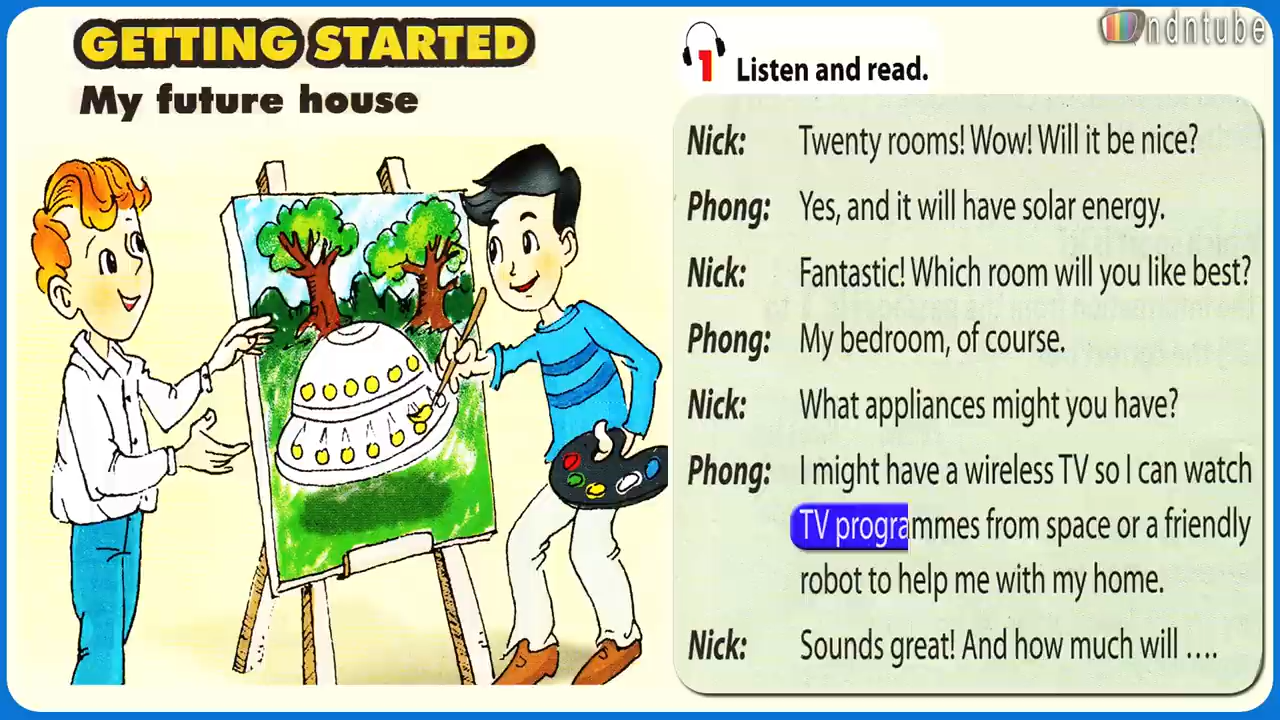 GETTING STARTED
My future house
ndntube
1 Listen and read.
Nick: Twenty rooms! Wow! Will it be nice?
Phong: Yes, and it will have solar energy.
Nick: Fantastic! Which room will you like best?
Phong: My bedroom, of course.
Nick: What appliances might you have?
Phong: I might have a wireless TV so I can watch
TV programmes from space or a friendly
robot to help me with my home.
Nick: Sounds great! And how much will ….